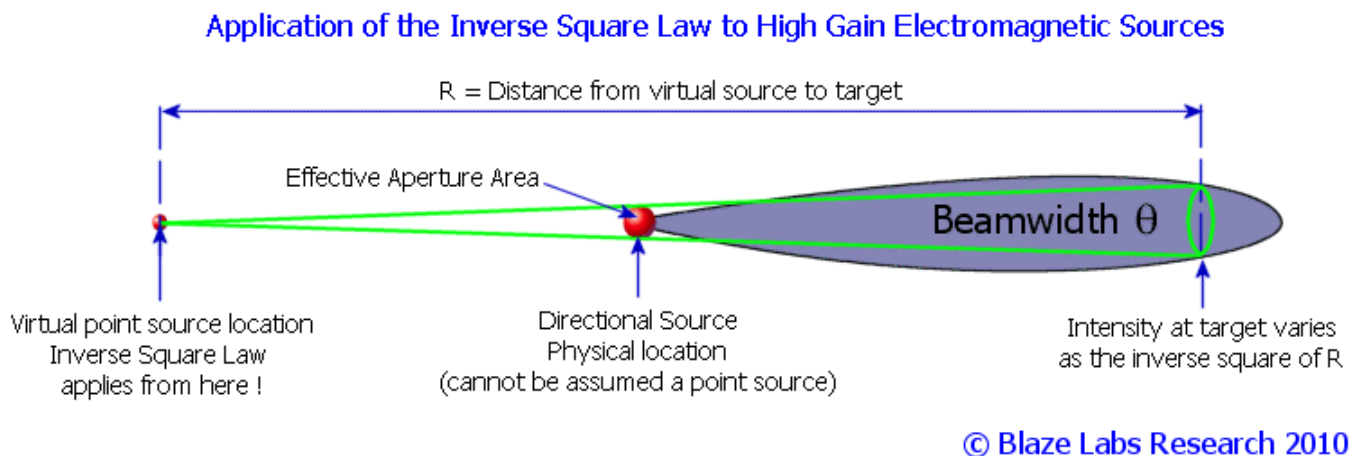 Application of the Inverse Square Law to High Gain Electromagnetic Sources
R = Distance from virtual source to target
Effective Aperture Area
Beamwidth θ
Virtual point source location
Inverse Square Law
applies from here !
Directional Source
Physical location
(cannot be assumed a point source)
Intensity at target varies
as the inverse square of R
© Blaze Labs Research 2010